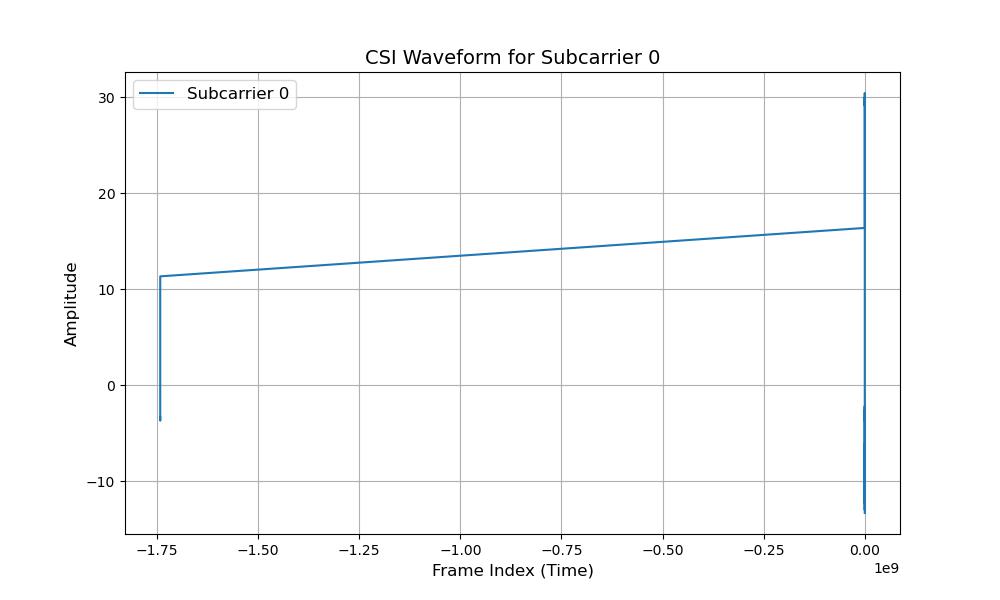 CSI Waveform for Subcarrier 0
Subcarrier 0
Amplitude
30
20
10
0
−10
−1.75 −1.50 −1.25 −1.00 −0.75 −0.50 −0.25 0.00
1e9
Frame Index (Time)